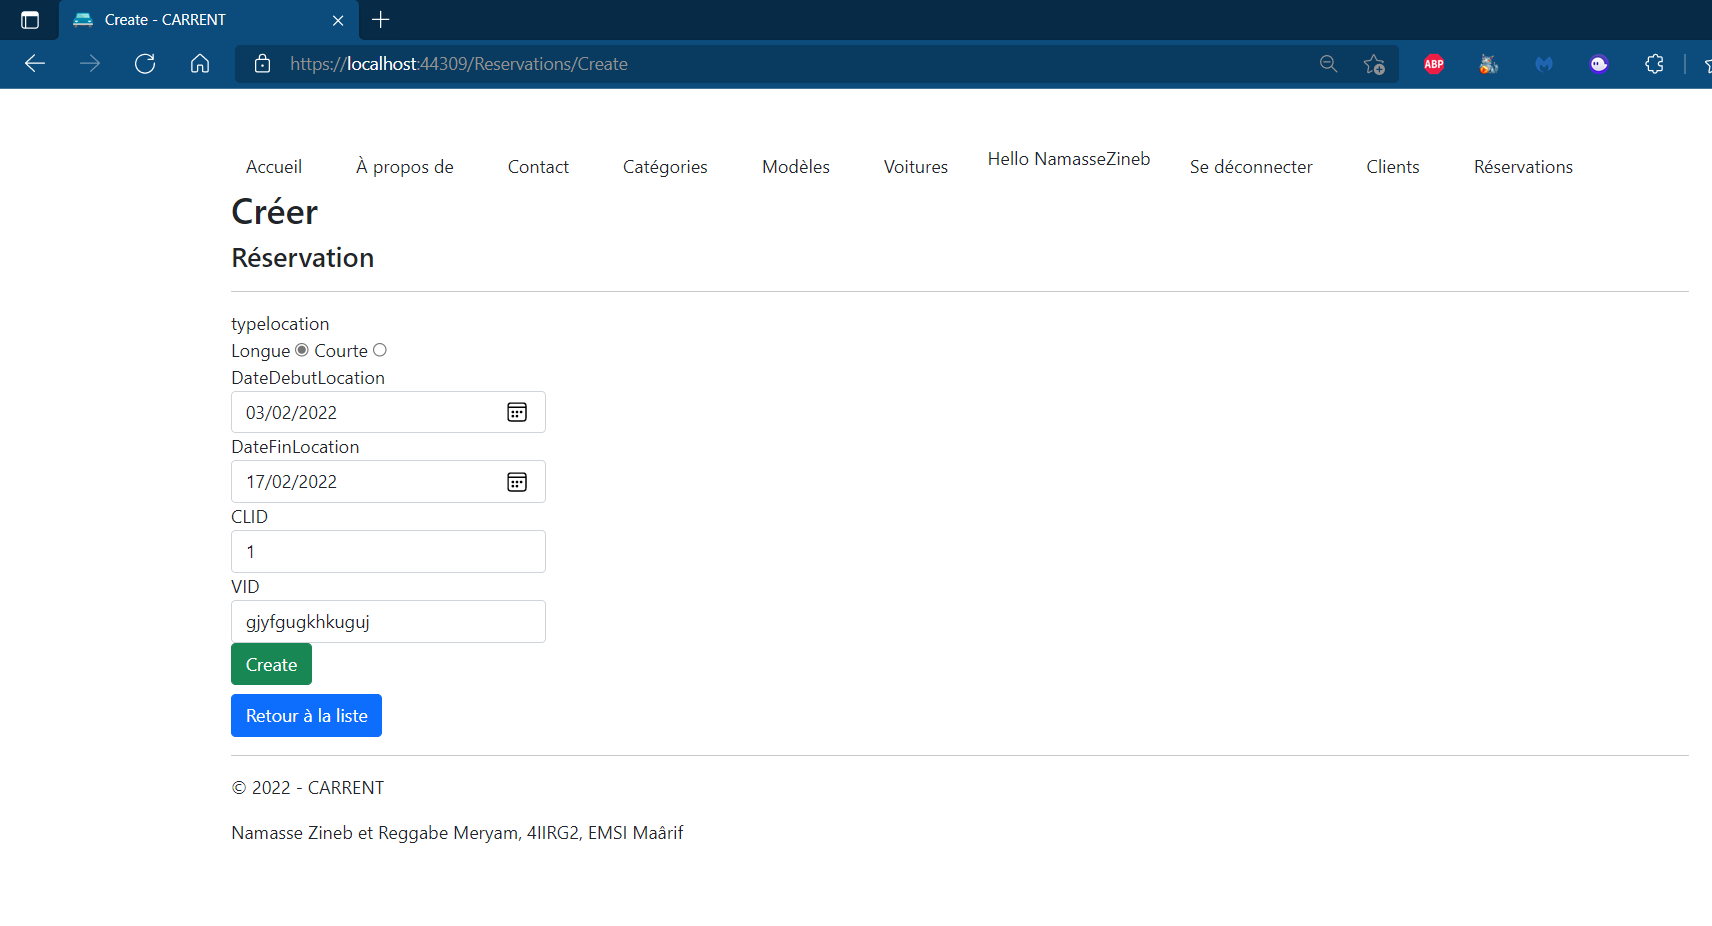 Create - CARRENT
https://localhost:44309/Reservations/Create
ABP
Accueil À propos de Contact Catégories Modèles Voitures Hello NamasseZineb Se déconnecter Clients Réservations
Créer
Réservation
typelocation
Longue Courte
DateDebutLocation
03/02/2022
DateFinLocation
17/02/2022
CLID
1
VID
gjyfgugkhkuguj
Create
Retour à la liste
© 2022 - CARRENT
Namasse Zineb et Reggabe Meryam, 4IIRG2, EMSI Maârif